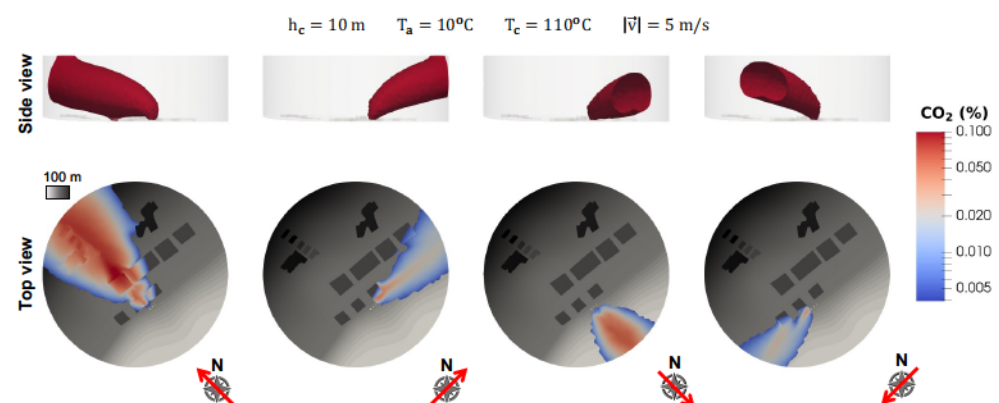 h_c = 10 m T_a = 10°C T_c = 110°C |v⃗| = 5 m/s
Side view
CO₂ (%)
0.100
0.050
0.020
0.010
0.005
100 m
Top view
N
N
N
N